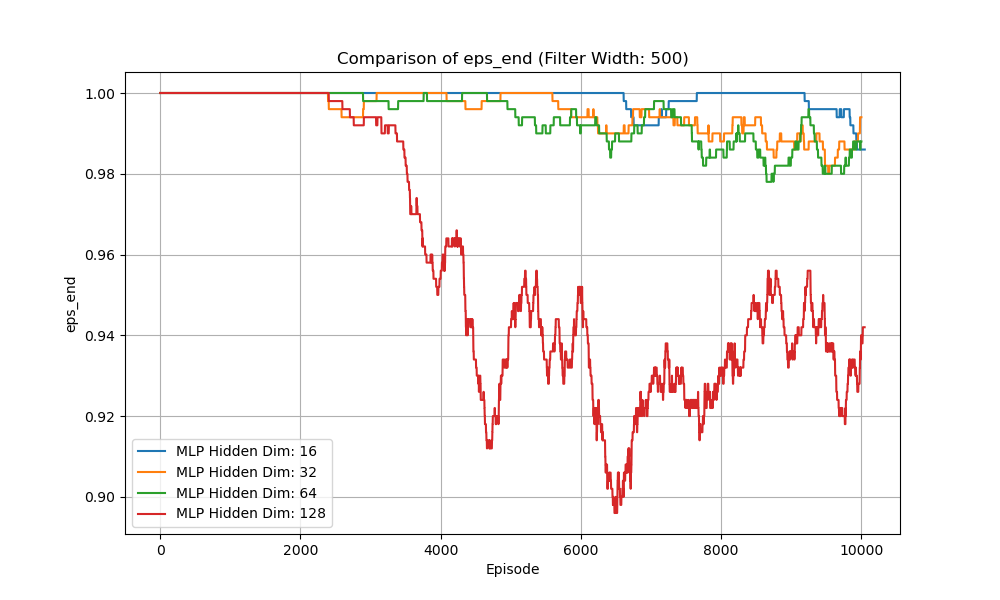 Comparison of eps_end (Filter Width: 500)
eps_end
1.00
0.98
0.96
0.94
0.92
0.90
MLP Hidden Dim: 16
MLP Hidden Dim: 32
MLP Hidden Dim: 64
MLP Hidden Dim: 128
0 2000 4000 6000 8000 10000
Episode